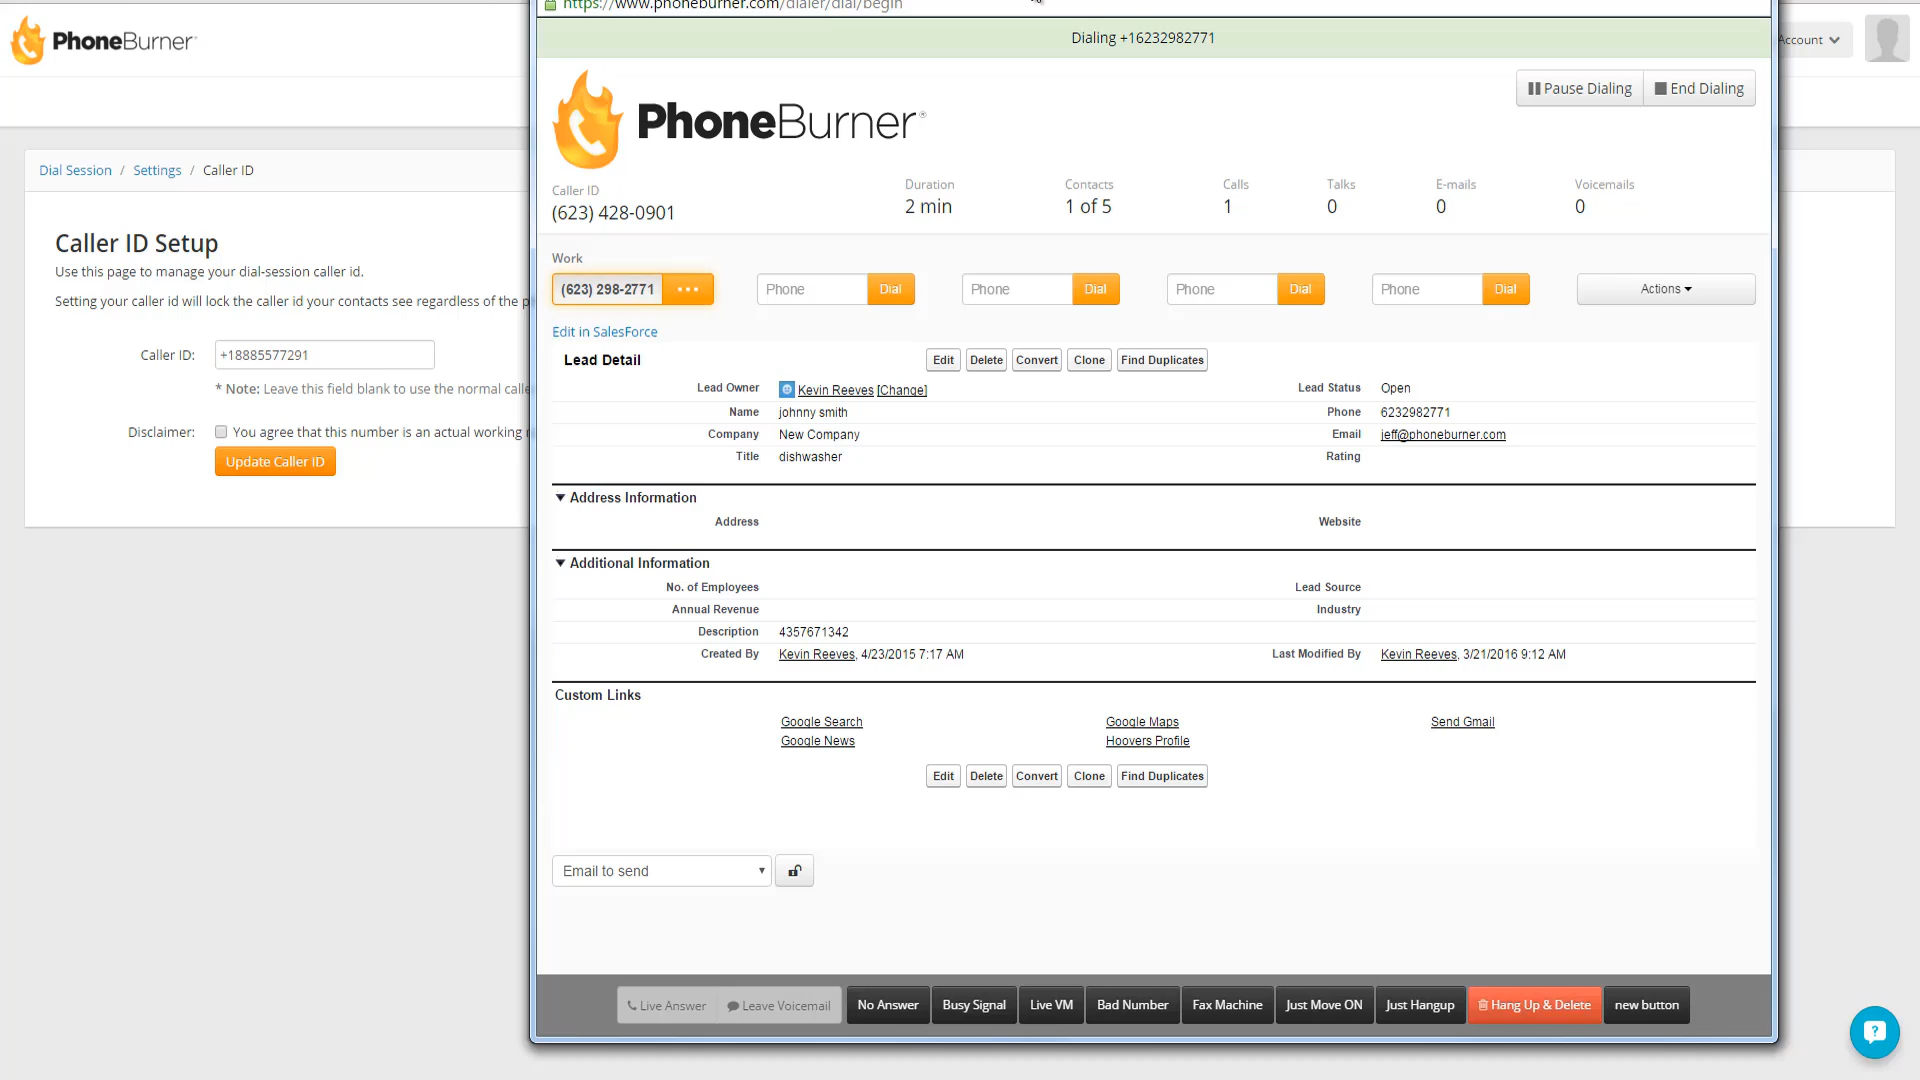 PhoneBurner
Account
Dial Session / Settings / Caller ID
Caller ID Setup
Use this page to manage your dial-session caller id.
Setting your caller id will lock the caller id your contacts see regardless of the
Caller ID: +18885577291
* Note: Leave this field blank to use the normal
Disclaimer: You agree that this number is an actual working
Update Caller ID
https://www.phoneburner.com/dialer/dial/begin
Dialing +16232982771
PhoneBurner®
Pause Dialing End Dialing
Caller ID Duration Contacts Calls Talks E-mails Voicemails
(623) 428-0901 2 min 1 of 5 1 0 0 0
Work
(623) 298-2771 ••• Phone Dial Phone Dial Phone Dial Phone Dial Actions
Edit in SalesForce
Lead Detail Edit Delete Convert Clone Find Duplicates
Lead Owner Kevin Reeves [Change] Lead Status Open
Name johnny smith Phone 6232982771
Company New Company Email jeff@phoneburner.com
Title dishwasher Rating
Address Information
Address Website
Additional Information
No. of Employees Lead Source
Annual Revenue Industry
Description 4357671342
Created By Kevin Reeves, 4/23/2015 7:17 AM Last Modified By Kevin Reeves, 3/21/2016 9:12 AM
Custom Links
Google Search Google Maps Send Gmail
Google News Hoovers Profile
Edit Delete Convert Clone Find Duplicates
Email to send
Live Answer Leave Voicemail No Answer Busy Signal Live VM Bad Number Fax Machine Just Move ON Just Hangup Hang Up & Delete new button